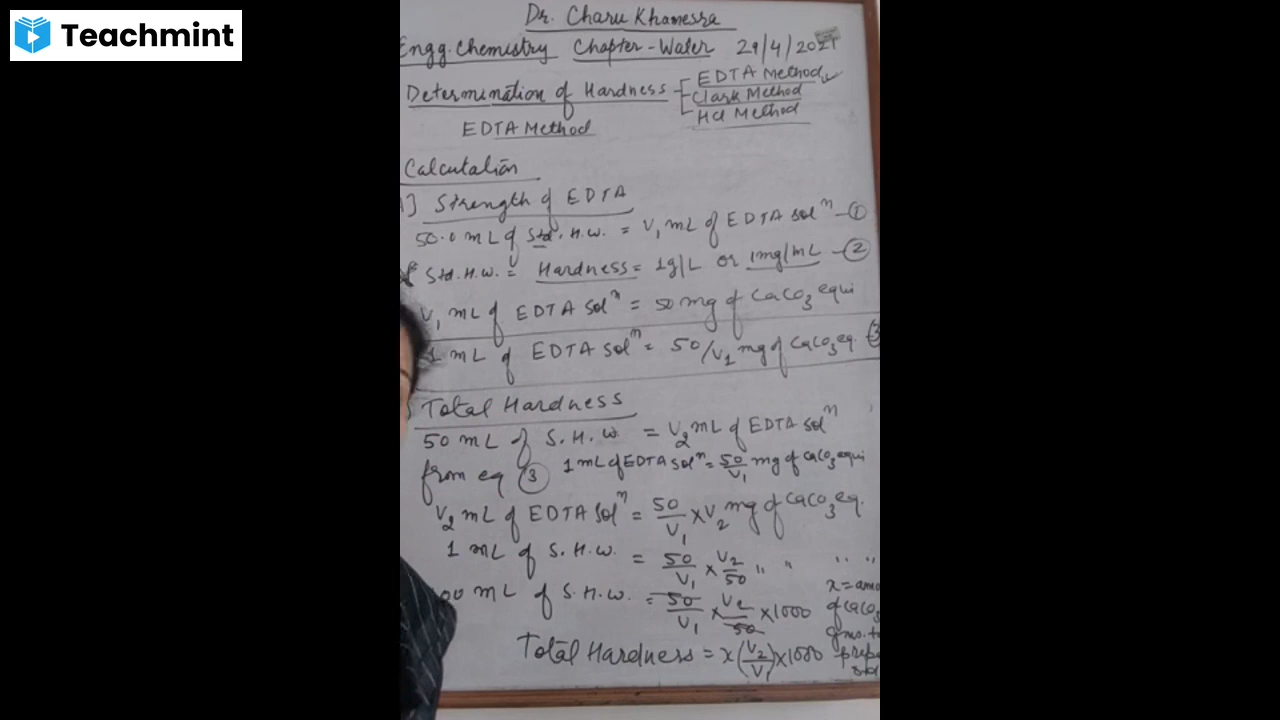 Teachmint
Dr. Charu Khamesra
Engg. Chemistry Chapter - Water 29/4/2021
Determination of Hardness EDTA Method
Clark Method
HCl Method
EDTA Method
Calculation
1] Strength of EDTA
50.0 mL of Std. H.W. = V1 mL of EDTA solⁿ - ①
Std. H.W. = Hardness = 1g/L or 1mg/mL - ②
V1 mL of EDTA solⁿ = 50 mg of CaCO3 equi
1 mL of EDTA solⁿ = 50/V1 mg of CaCO3 eq. - ③
Total Hardness
50 mL of S.H.W. = V2 mL of EDTA solⁿ
from eq ③ 1 mL of EDTA solⁿ = 50/V1 mg of CaCO3 equi
V2 mL of EDTA solⁿ = 50/V1 × V2 mg of CaCO3 eq.
1 mL of S.H.W. = 50/V1 × V2/50 " " " "
00 mL of S.H.W. = 50/V1 × V2/50 × 1000
Total Hardness = x (V2/V1) × 1000
x = amo
of CaCO3